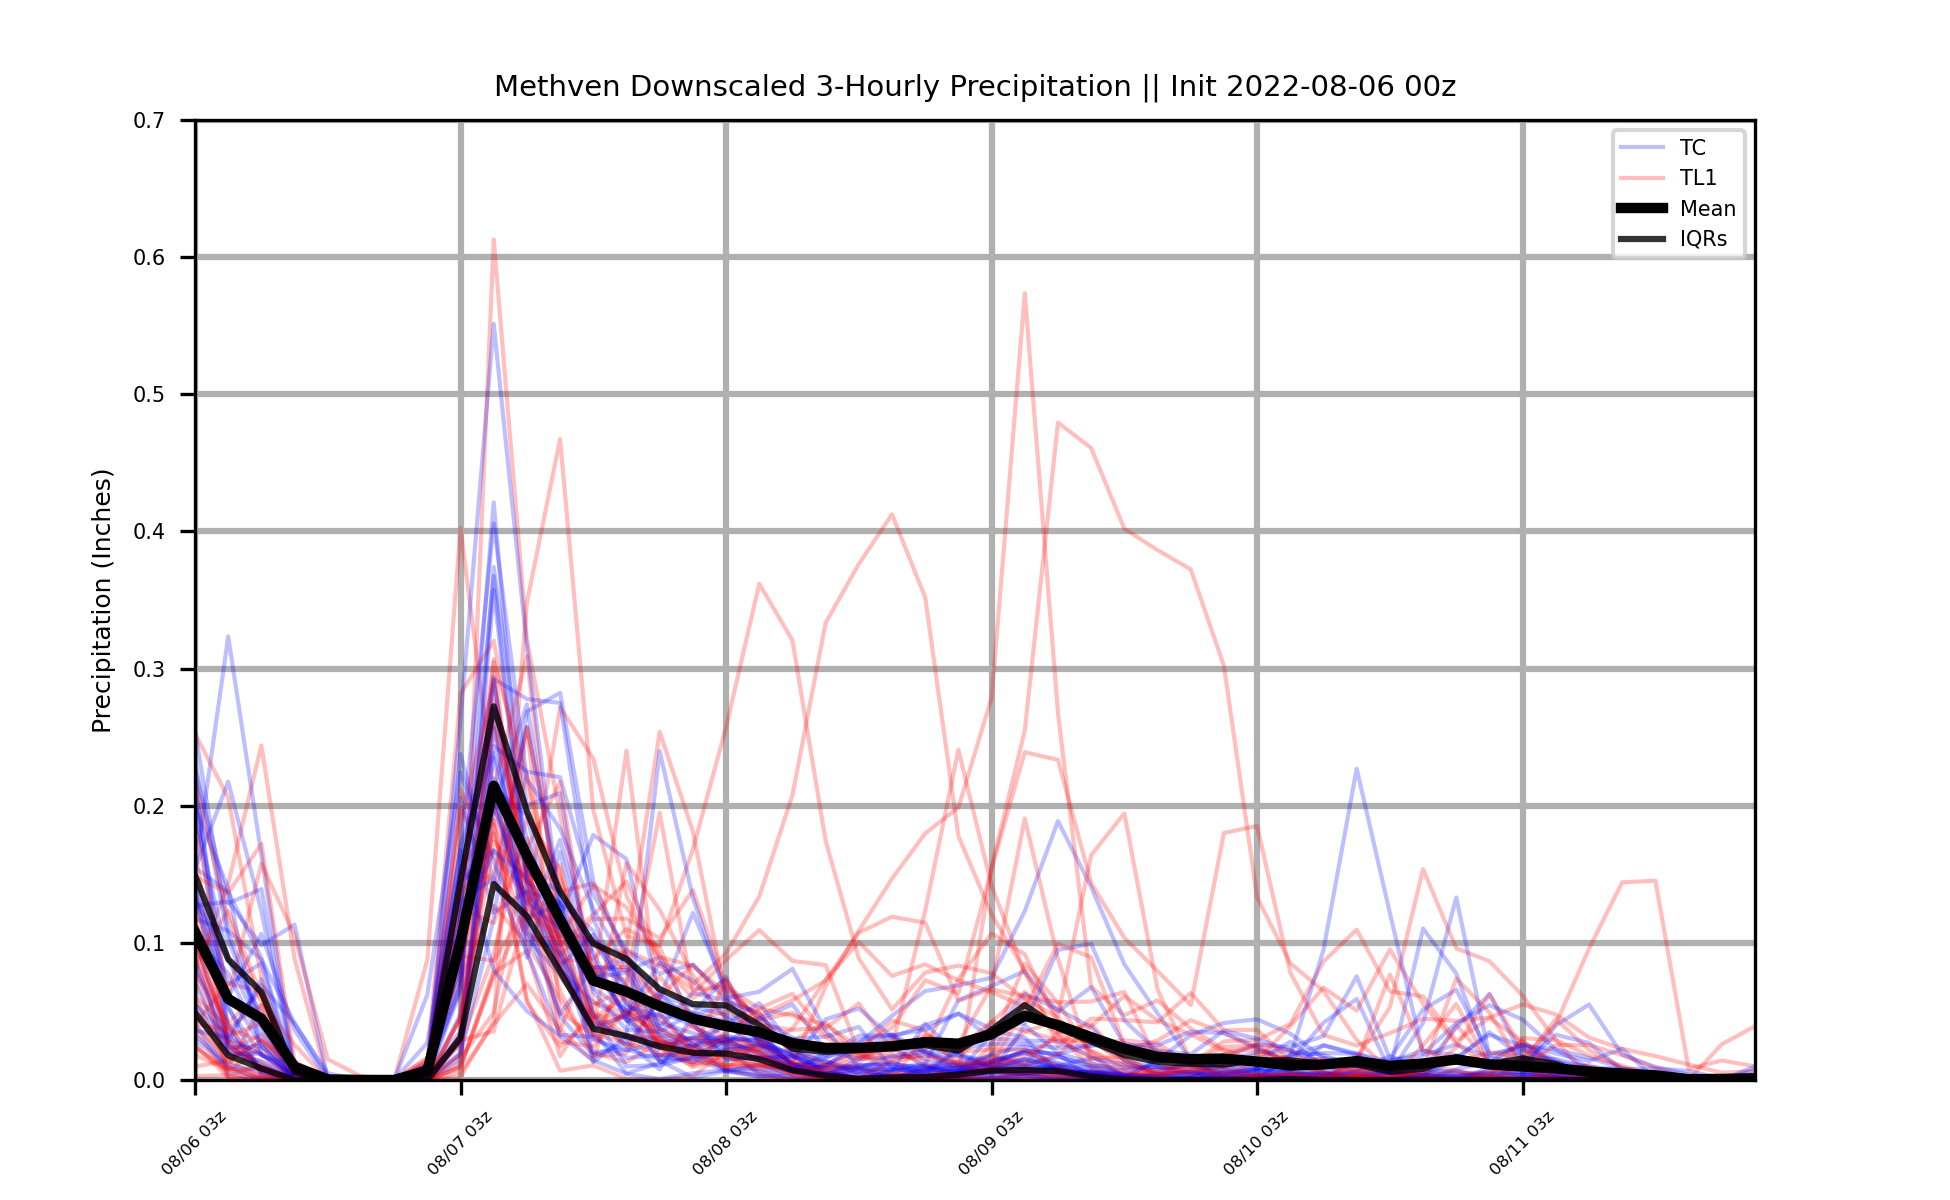 Methven Downscaled 3-Hourly Precipitation || Init 2022-08-06 00z
Precipitation (Inches)
0.7
0.6
0.5
0.4
0.3
0.2
0.1
0.0
TC
TL1
Mean
IQRs
08/06 03z
08/07 03z
08/08 03z
08/09 03z
08/10 03z
08/11 03z